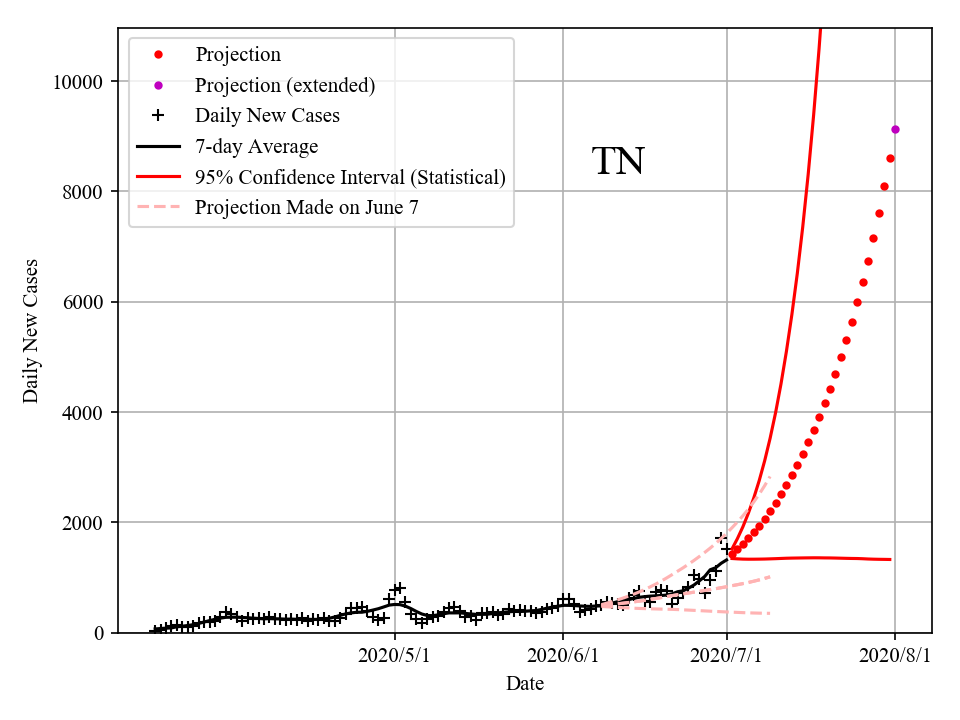 Projection
Projection (extended)
Daily New Cases
7-day Average
95% Confidence Interval (Statistical)
Projection Made on June 7
TN
10000
8000
6000
4000
2000
0
Daily New Cases
2020/5/1
2020/6/1
2020/7/1
2020/8/1
Date